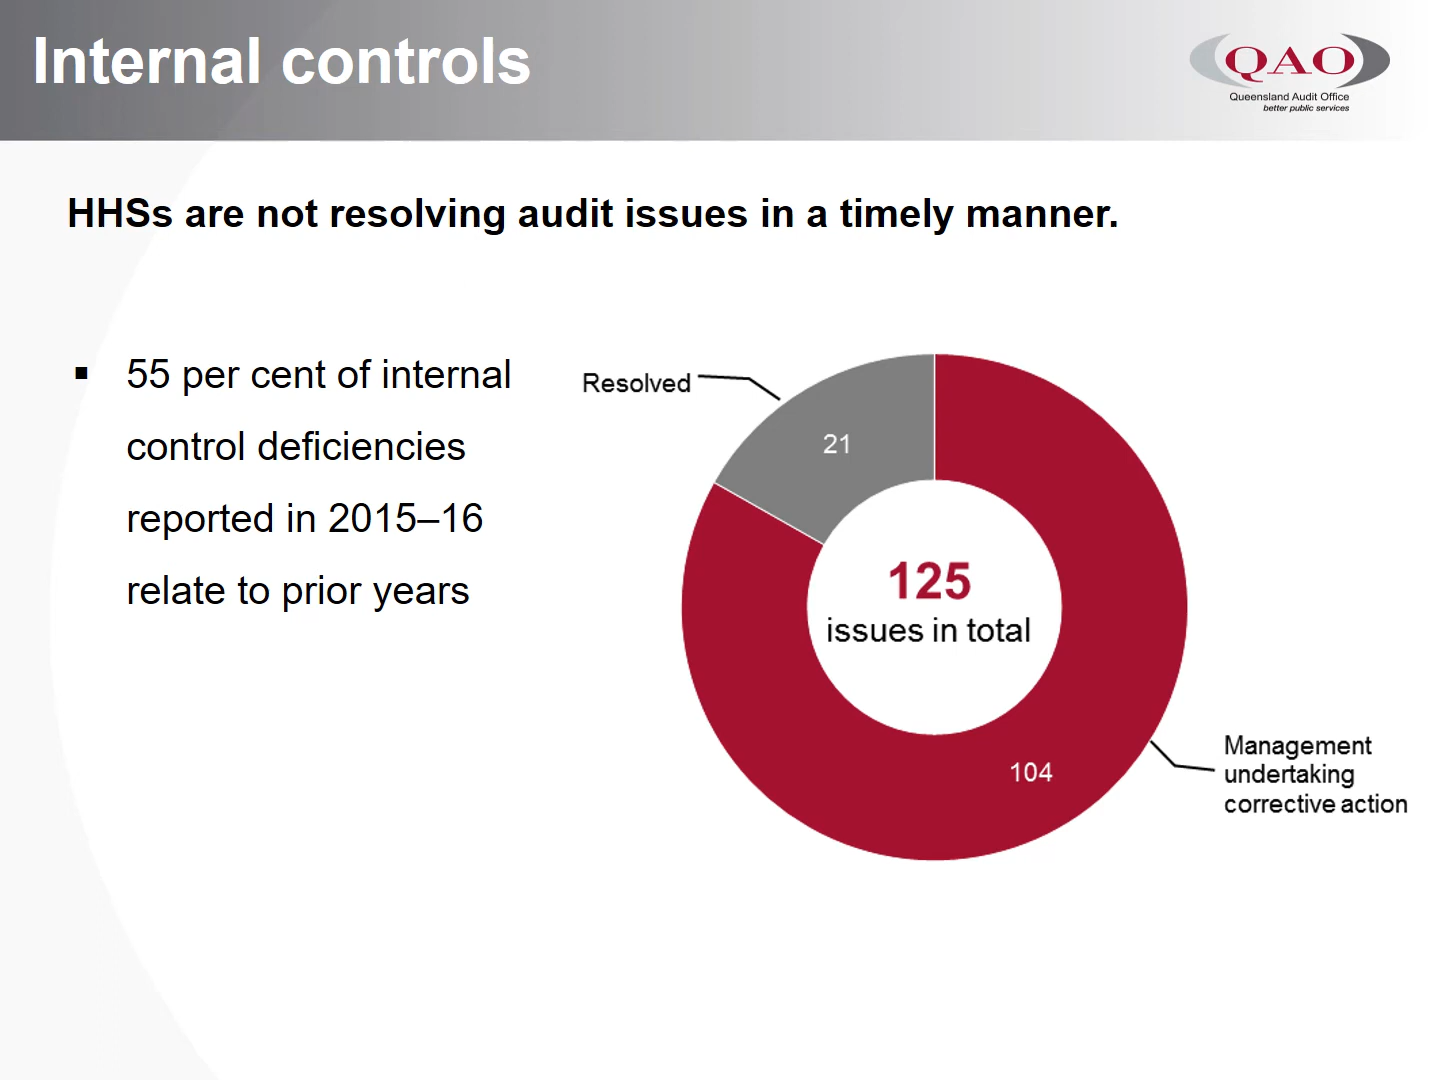 Internal controls
QAO
Queensland Audit Office
better public services
HHSs are not resolving audit issues in a timely manner.
▪ 55 per cent of internal
control deficiencies
reported in 2015–16
relate to prior years
Resolved
21
125
issues in total
104
Management
undertaking
corrective action